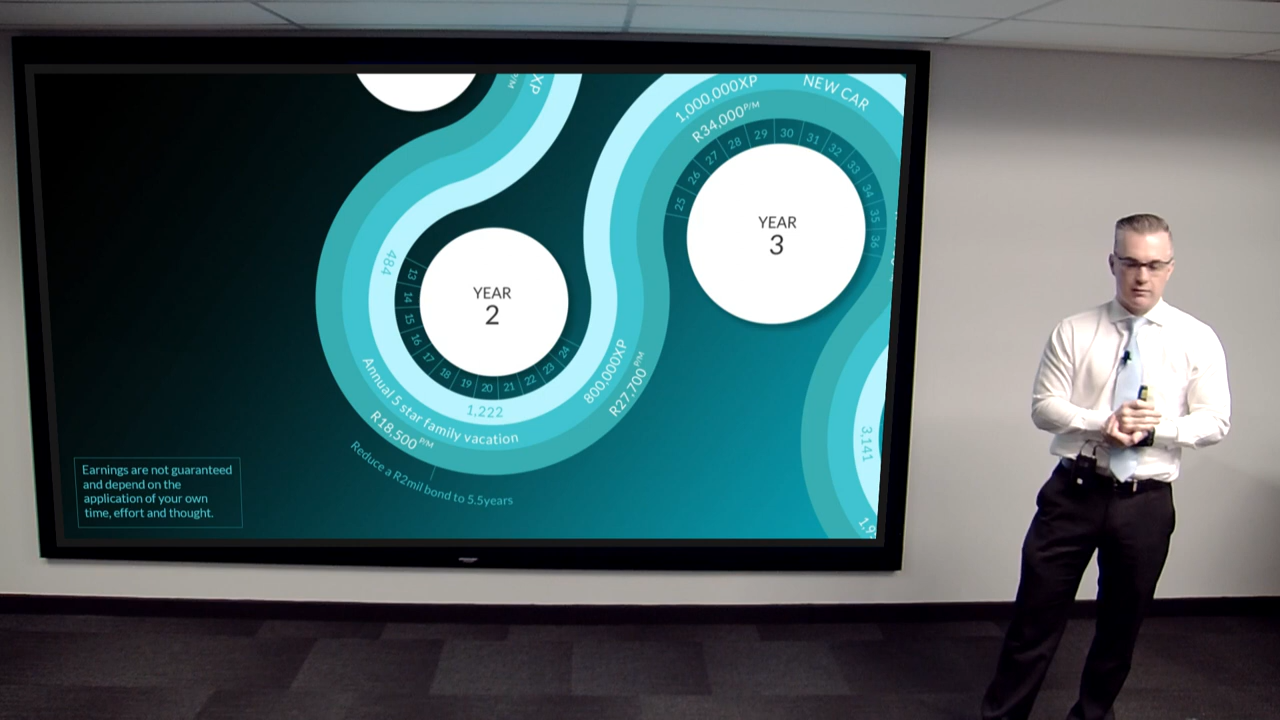 P/M
XP
1,000,000XP
NEW CAR
R34,000P/M
25 26 27 28 29 30 31 32 33 34 35 36
YEAR
3
484
13 14 15 16 17 18 19 20 21 22 23 24
YEAR
2
1,222
800,000XP
R27,700P/M
Annual 5 star family vacation
R18,500P/M
Reduce a R2mil bond to 5.5years
3,141
Earnings are not guaranteed
and depend on the
application of your own
time, effort and thought.